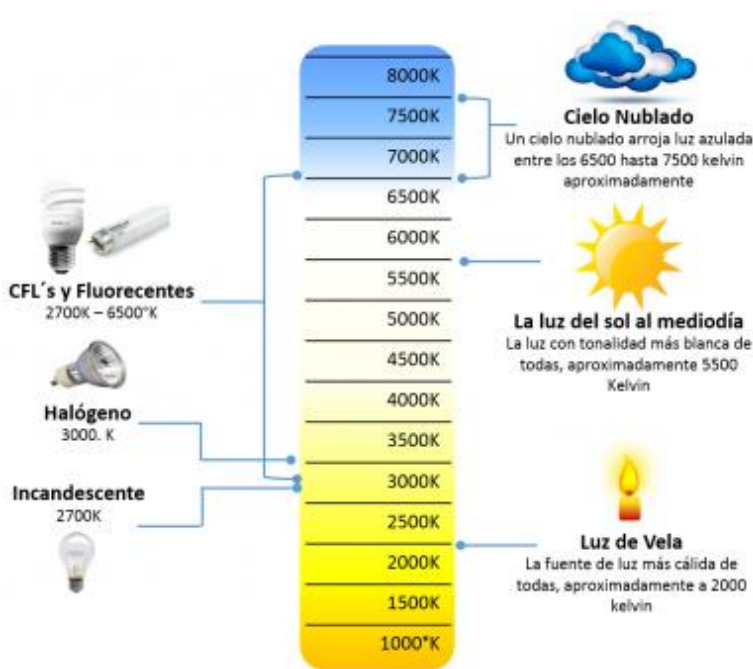 8000K
7500K
7000K
6500K
6000K
5500K
5000K
4500K
4000K
3500K
3000K
2500K
2000K
1500K
1000°K
CFL´s y Fluorecentes
2700K – 6500°K
Halógeno
3000. K
Incandescente
2700K
Cielo Nublado
Un cielo nublado arroja luz azulada
entre los 6500 hasta 7500 kelvin
aproximadamente
La luz del sol al mediodía
La luz con tonalidad más blanca de
todas, aproximadamente 5500
Kelvin
Luz de Vela
La fuente de luz más cálida de
todas, aproximadamente a 2000
kelvin